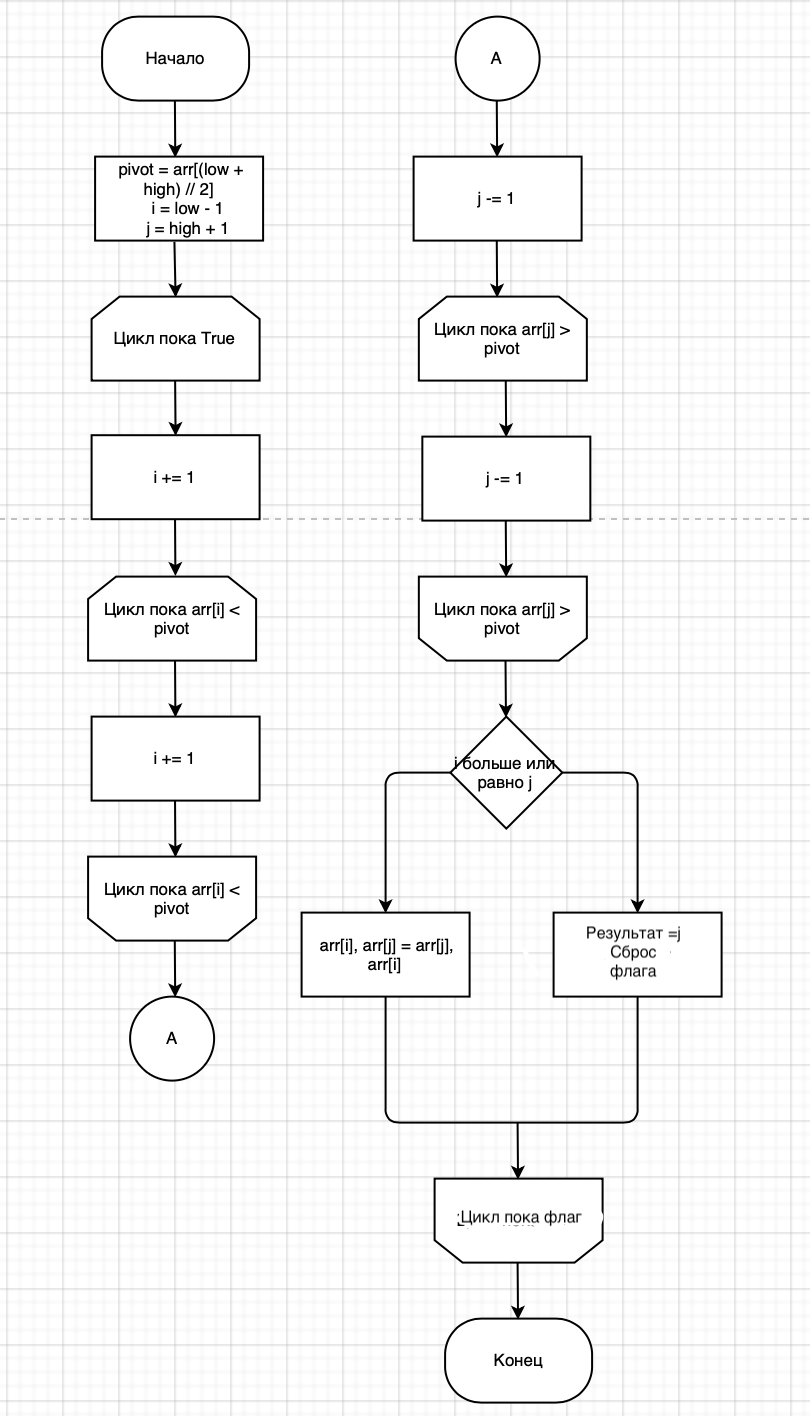 Начало
pivot = arr[(low +
high) // 2]
i = low - 1
j = high + 1
Цикл пока True
i += 1
Цикл пока arr[i] <
pivot
i += 1
Цикл пока arr[i] <
pivot
A
A
j -= 1
Цикл пока arr[j] >
pivot
j -= 1
Цикл пока arr[j] >
pivot
i больше или
равно j
arr[i], arr[j] = arr[j],
arr[i]
Результат =j
Сброс
флага
Цикл пока флаг
Конец